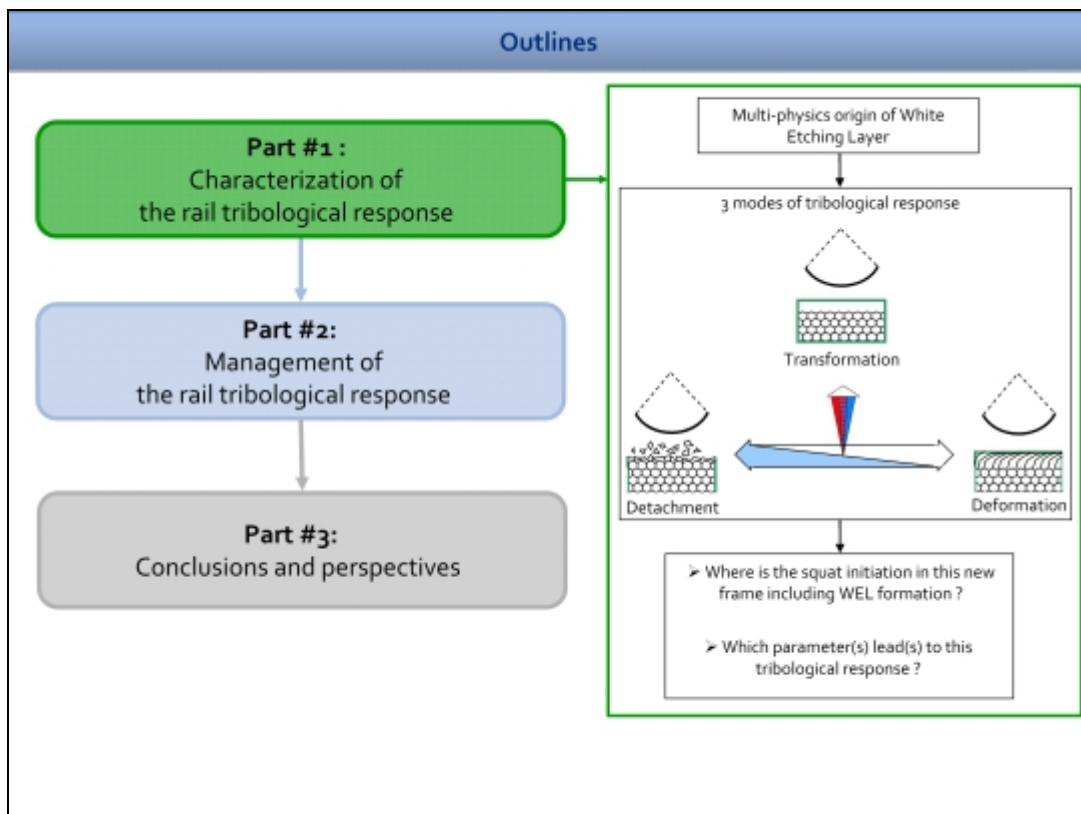 Outlines
Part #1 :
Characterization of
the rail tribological response
Part #2:
Management of
the rail tribological response
Part #3:
Conclusions and perspectives
Multi-physics origin of White
Etching Layer
3 modes of tribological response
Transformation
Detachment
Deformation
➢ Where is the squat initiation in this new
frame including WEL formation ?
➢ Which parameter(s) lead(s) to this
tribological response ?